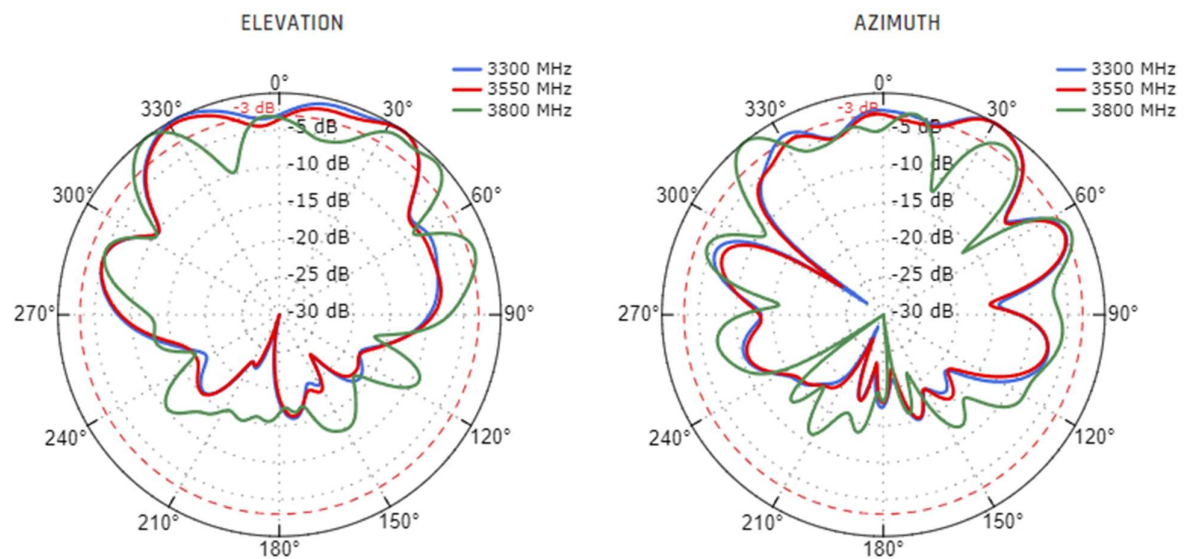 ELEVATION
3300 MHz
3550 MHz
3800 MHz
0°
-3 dB
330°
30°
-5 dB
-10 dB
300°
60°
-15 dB
-20 dB
-25 dB
270°
-30 dB
90°
240°
120°
210°
150°
180°
AZIMUTH
3300 MHz
3550 MHz
3800 MHz
0°
-3 dB
330°
30°
-5 dB
-10 dB
300°
60°
-15 dB
-20 dB
-25 dB
270°
-30 dB
90°
240°
120°
210°
150°
180°